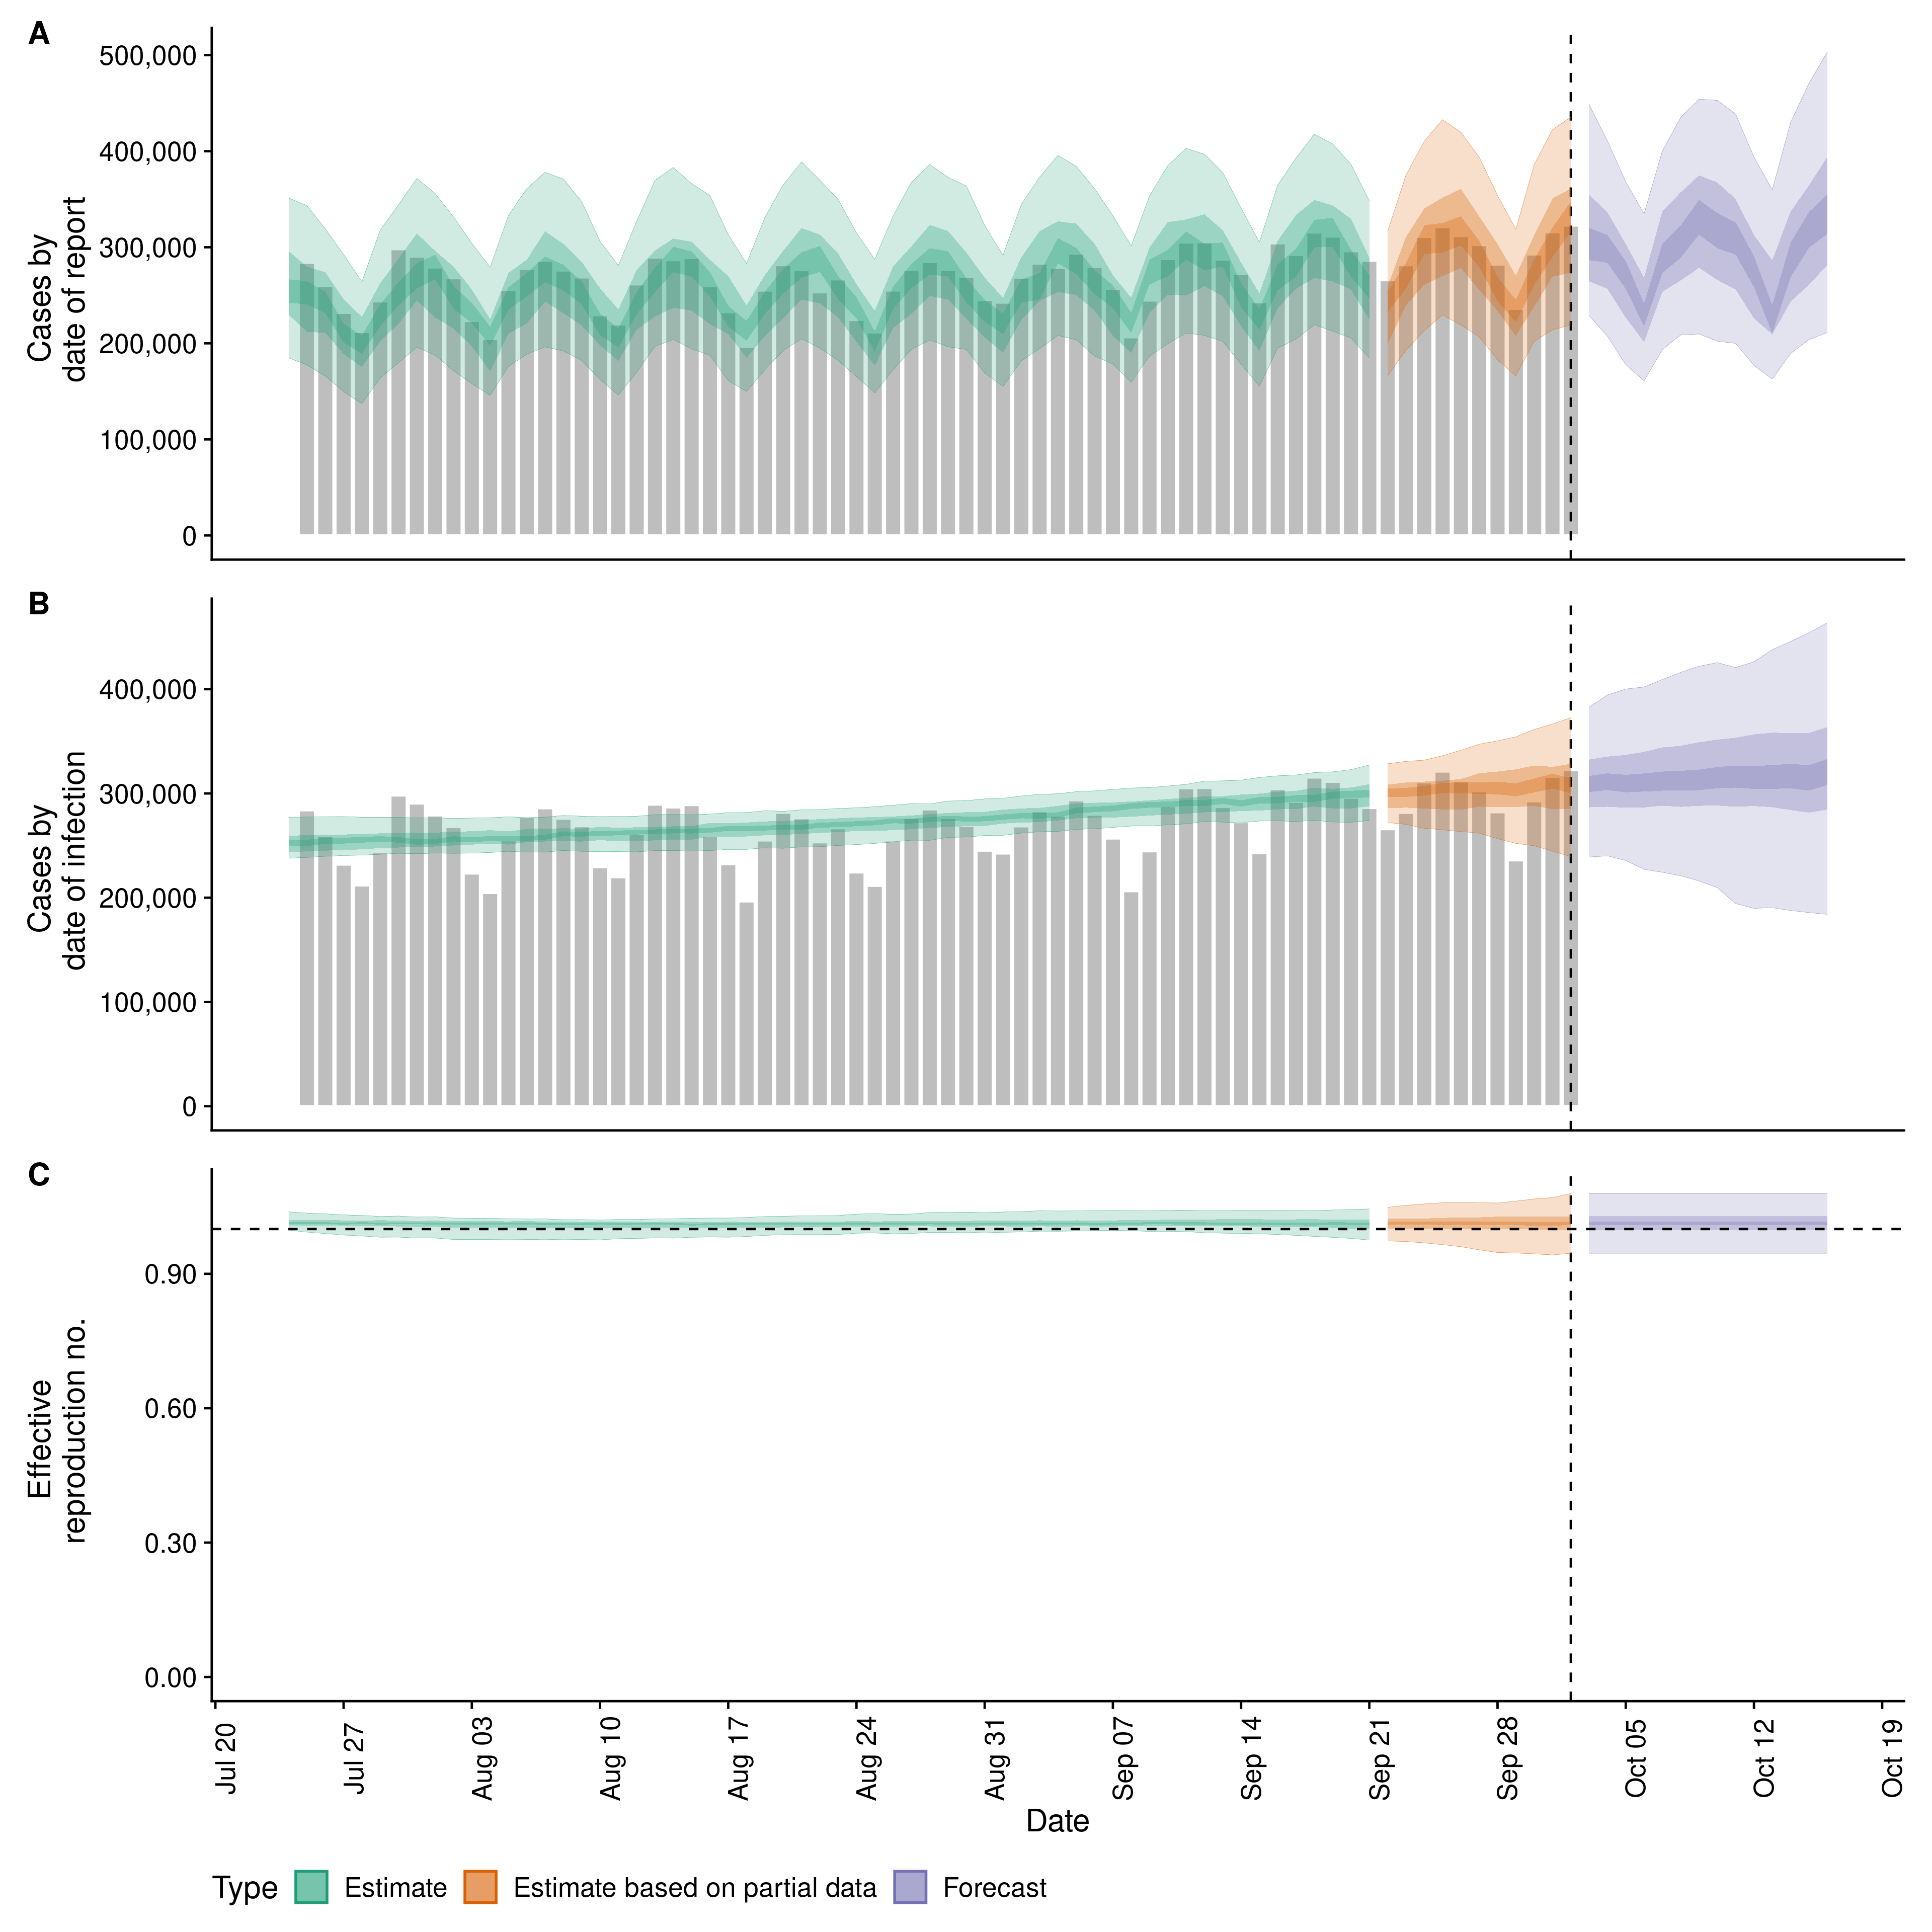 A
500,000
400,000
300,000
200,000
100,000
0
Cases by
date of report
B
400,000
300,000
200,000
100,000
0
Cases by
date of infection
C
0.90
0.60
0.30
0.00
Effective
reproduction no.
Jul 20
Jul 27
Aug 03
Aug 10
Aug 17
Aug 24
Aug 31
Sep 07
Sep 14
Sep 21
Sep 28
Oct 05
Oct 12
Oct 19
Date
Type Estimate Estimate based on partial data Forecast